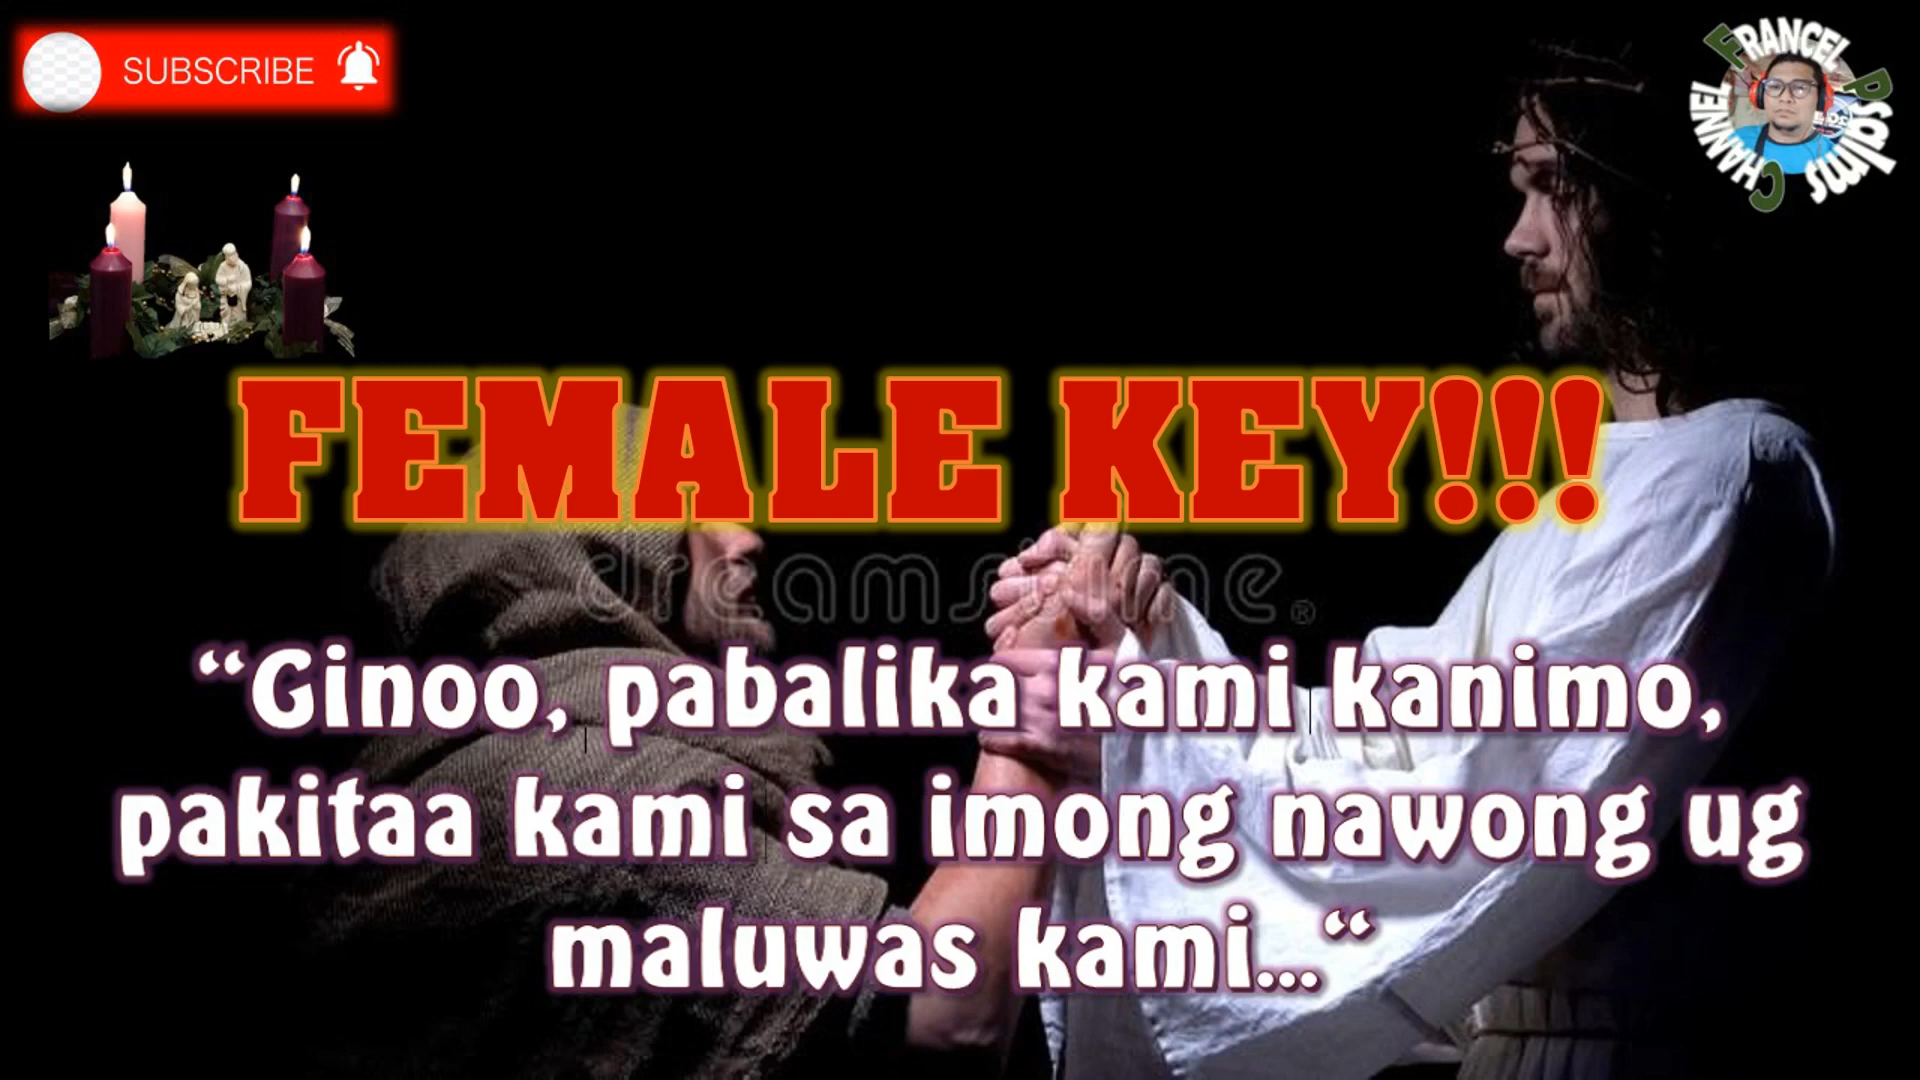 SUBSCRIBE
FRANCEL Psalms CHANNEL
FEMALE KEY!!!
dreamstime®
“Ginoo, pabalika kami kanimo,
pakitaa kami sa imong nawong ug
maluwas kami...“